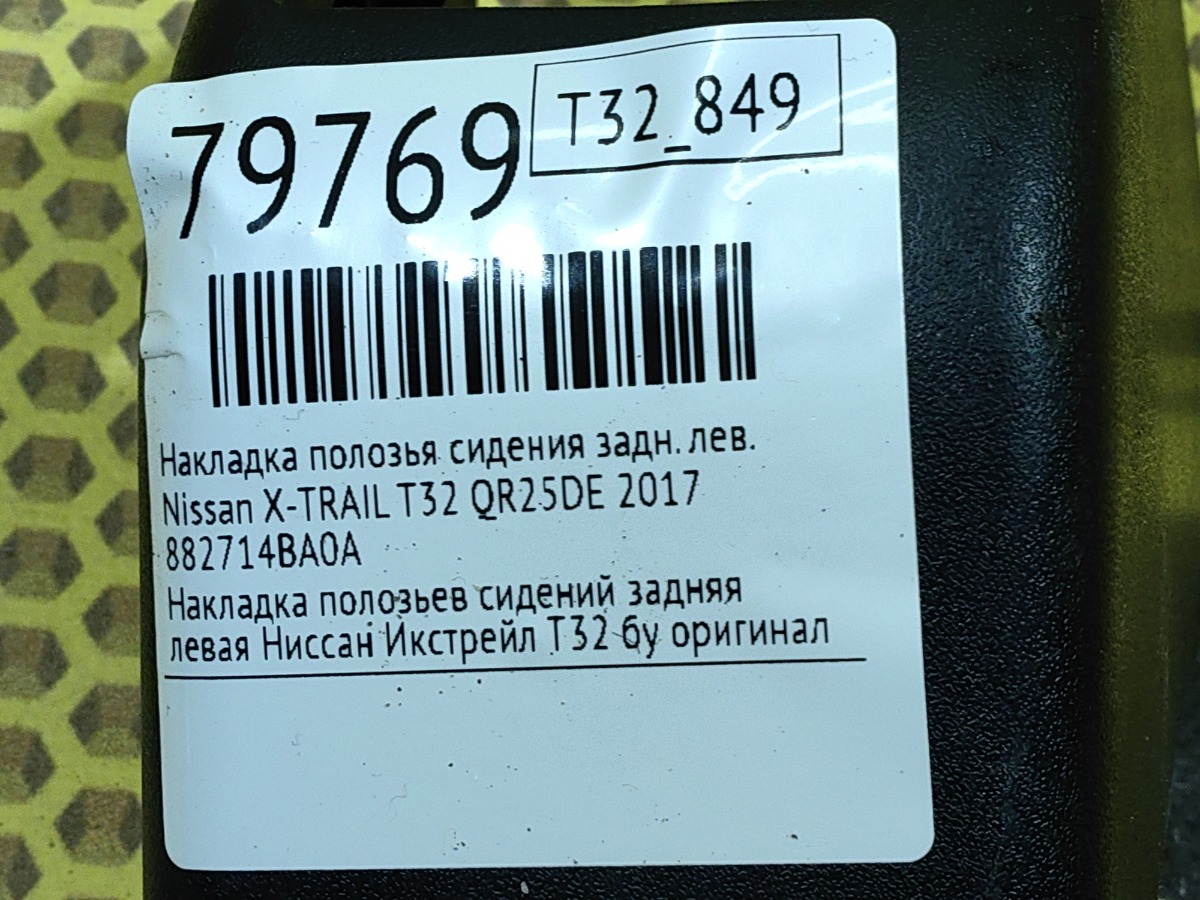 79769
T32_849
Накладка полозья сидения задн. лев.
Nissan X-TRAIL T32 QR25DE 2017
882714BA0A
Накладка полозьев сидений задняя
левая Ниссан Икстрейл Т32 бу оригинал